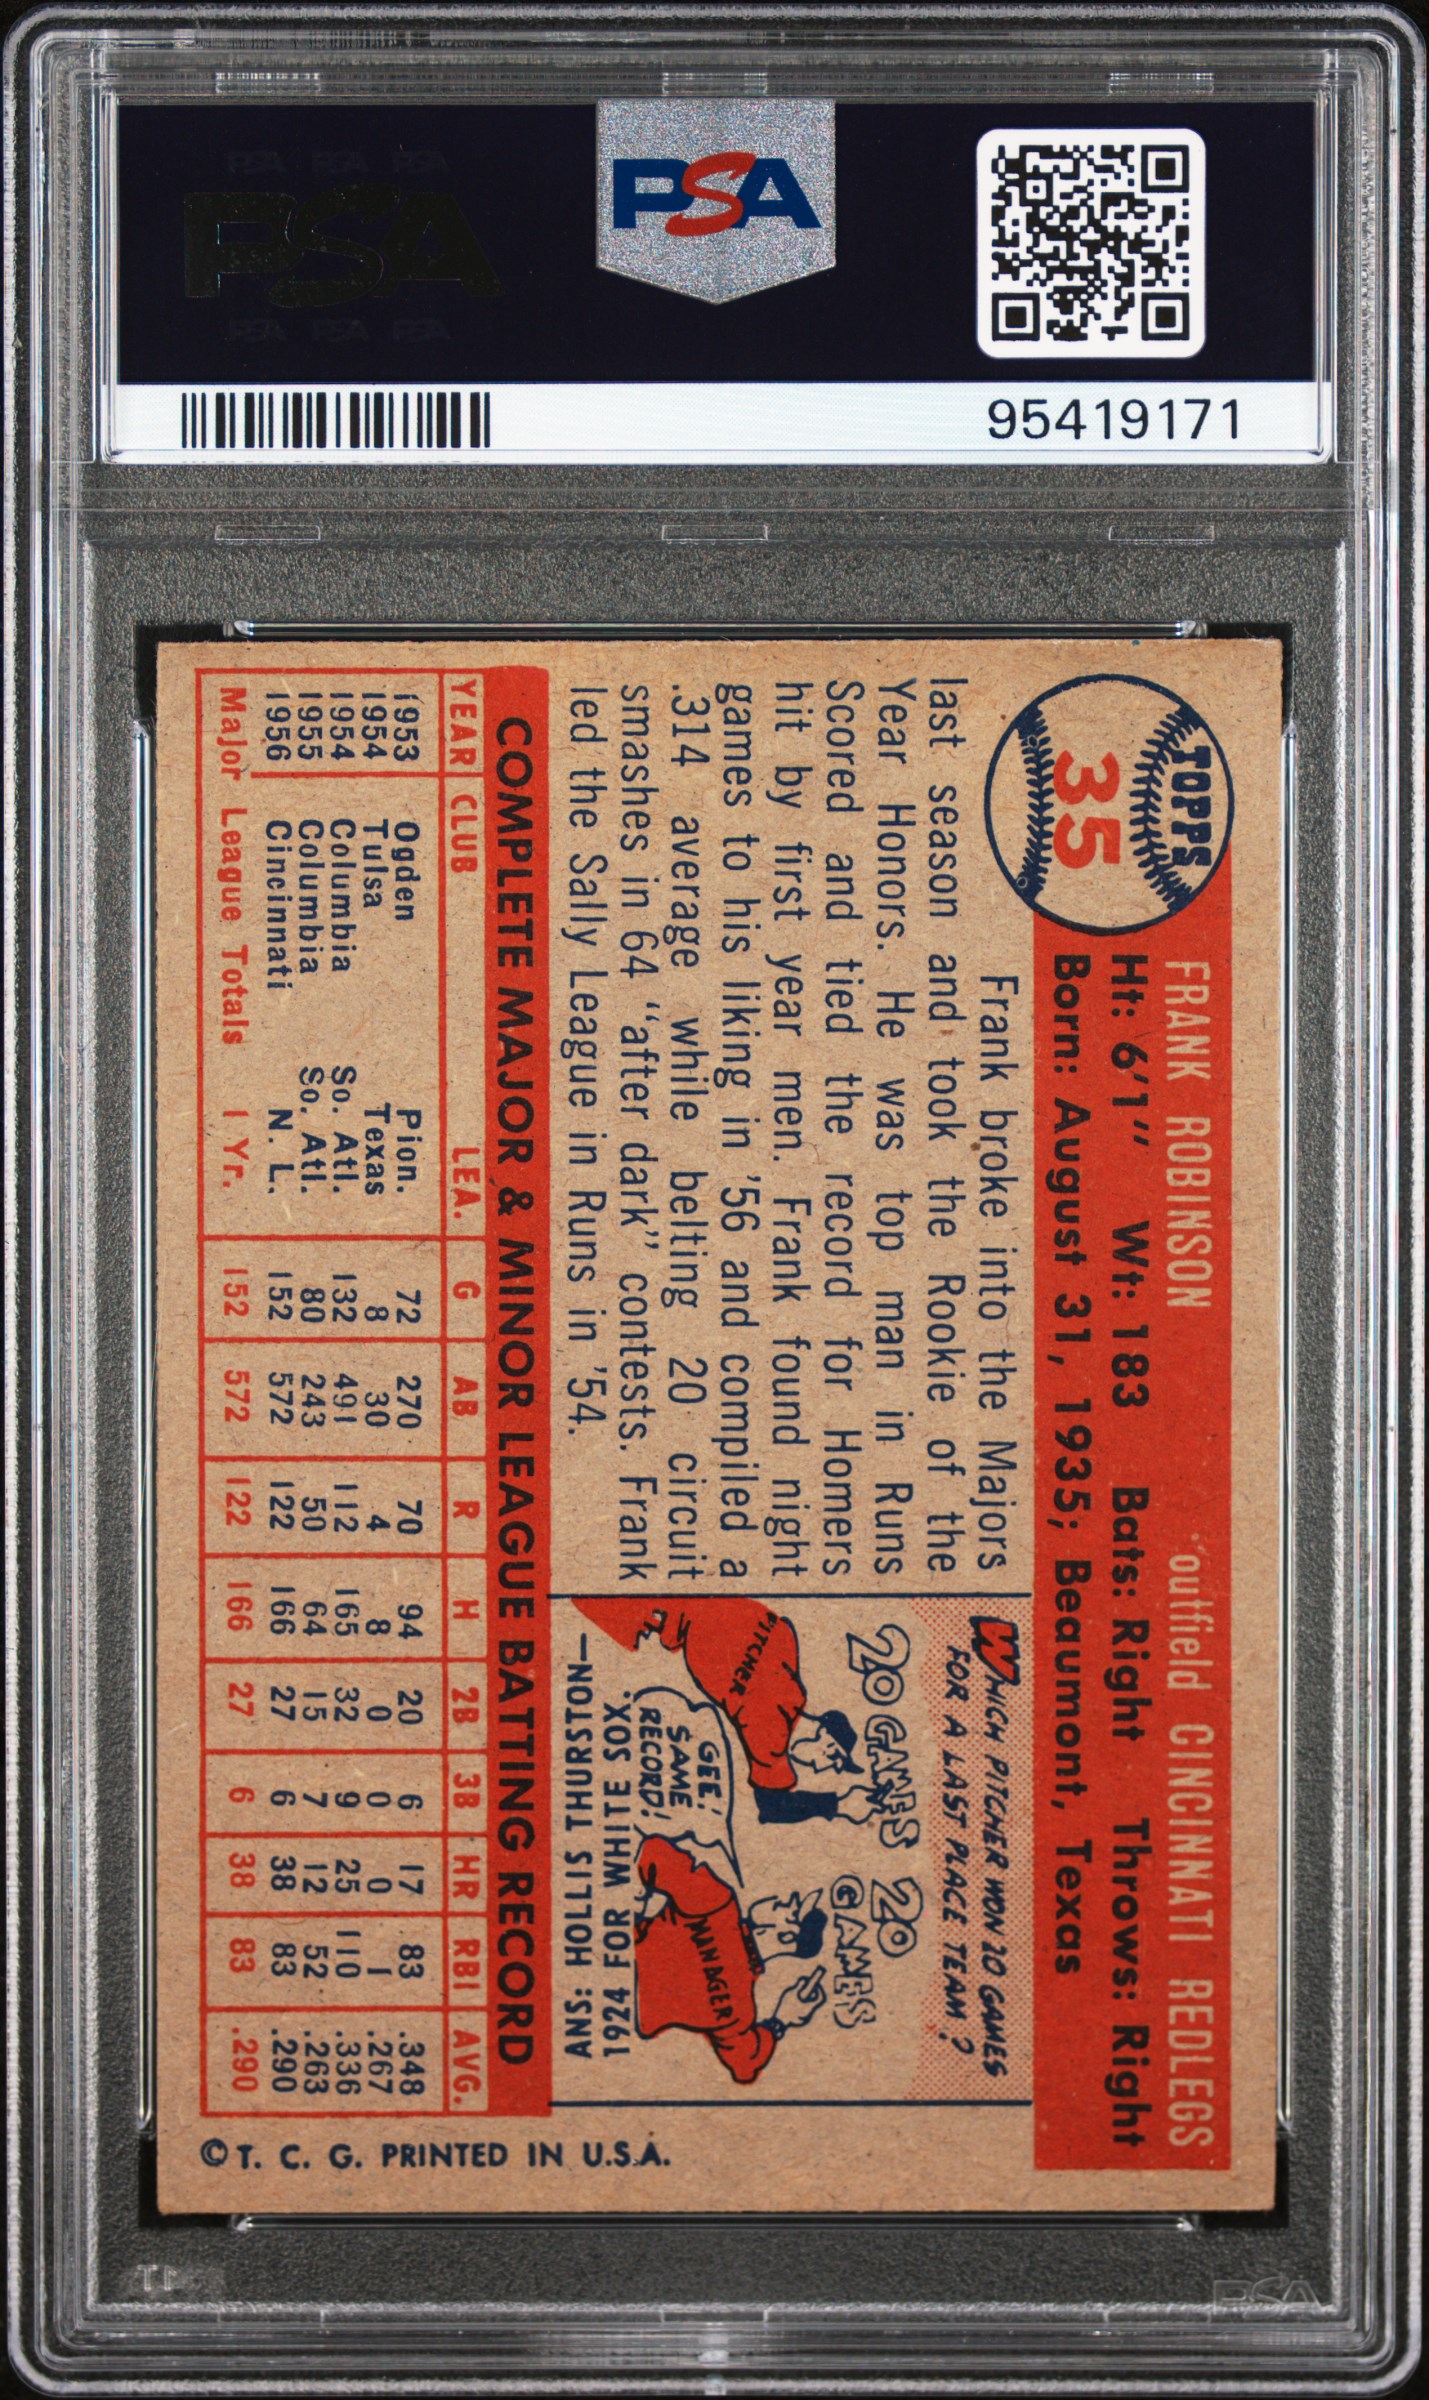 PSA
PSA PSA PSA
PSA
PSA PSA PSA
95419171
TOPPS
35
FRANK ROBINSON outfield CINCINNATI REDLEGS
Ht: 6'1" Wt: 183 Bats: Right Throws: Right
Born: August 31, 1935; Beaumont, Texas
Frank broke into the Majors
last season and took the Rookie of the
Year Honors. He was top man in Runs
Scored and tied the record for Homers
hit by first year men. Frank found night
games to his liking in '56 and compiled a
.314 average while belting 20 circuit
smashes in 64 "after dark" contests. Frank
led the Sally League in Runs in '54.
WHICH PITCHER WON 20 GAMES
FOR A LAST PLACE TEAM?
20 GAMES
20 GAMES
PITCHER
GEE!
SAME
RECORD!
MANAGER
ANS: HOLLIS THURSTON—
1924 FOR WHITE SOX.
COMPLETE MAJOR & MINOR LEAGUE BATTING RECORD
YEAR CLUB LEA. G AB R H 2B 3B HR RBI AVG.
1953 Ogden Pion. 72 270 70 94 20 6 17 83 .348
1954 Tulsa Texas 8 30 4 8 0 0 0 1 .267
1954 Columbia So. Atl. 132 491 112 165 32 9 25 110 .336
1955 Columbia So. Atl. 80 243 50 64 15 7 12 52 .263
1956 Cincinnati N. L. 152 572 122 166 27 6 38 83 .290
Major League Totals 1 Yr. 152 572 122 166 27 6 38 83 .290
© T. C. G. PRINTED IN U.S.A.
PSA